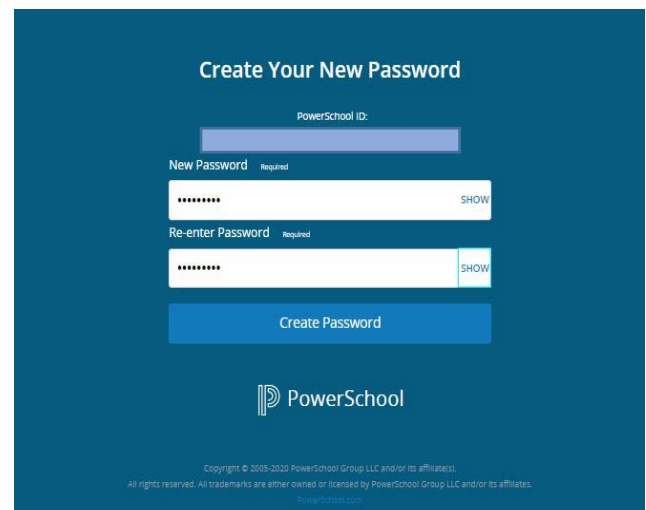 Create Your New Password
PowerSchool ID:
New Password Required
••••••••• SHOW
Re-enter Password Required
••••••••• SHOW
Create Password
PowerSchool
Copyright © 2005-2020 PowerSchool Group LLC and/or its affiliate(s).
All rights reserved. All trademarks are either owned or licensed by PowerSchool Group LLC and/or its affiliates.
PowerSchool.com